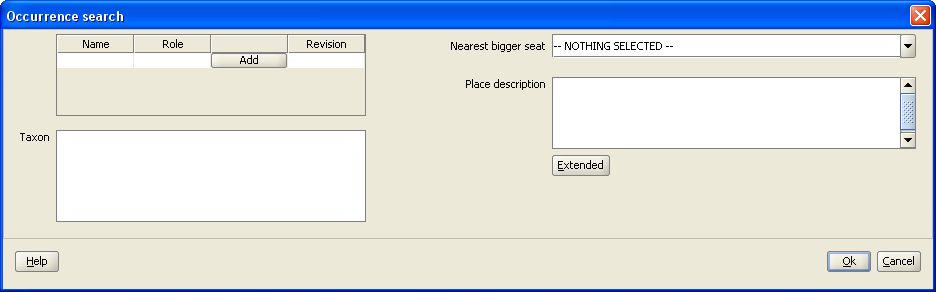 Occurrence search
Name Role Revision
Add
Nearest bigger seat -- NOTHING SELECTED --
Place description
Taxon
Extended
Help Ok Cancel